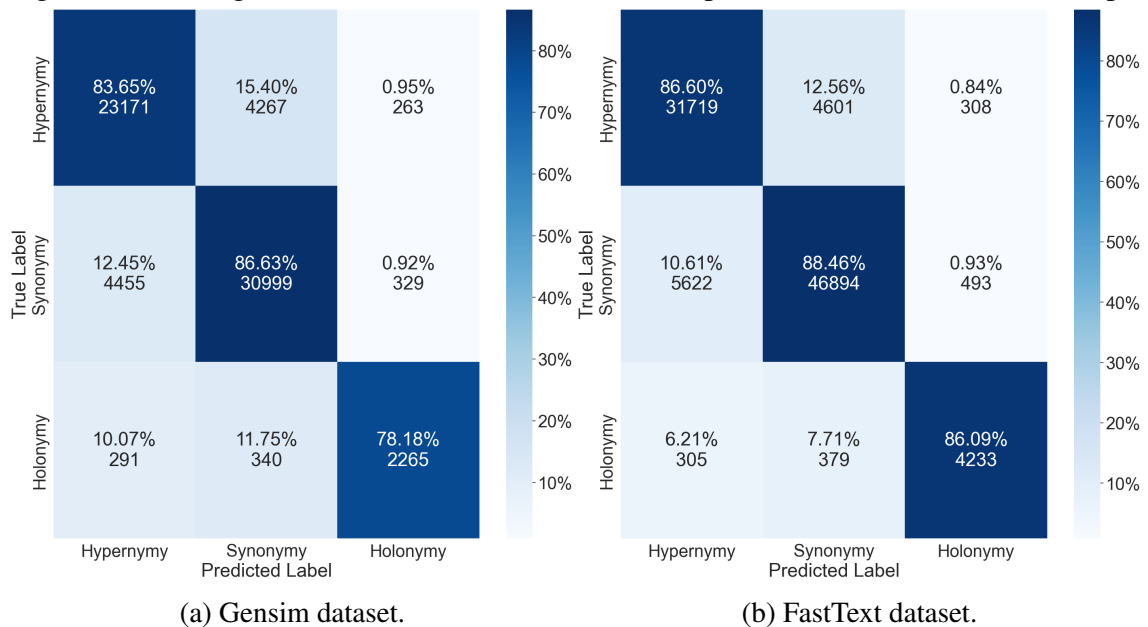 Hypernymy
83.65%
23171
15.40%
4267
0.95%
263
True Label
Synonymy
12.45%
4455
86.63%
30999
0.92%
329
Holonymy
10.07%
291
11.75%
340
78.18%
2265
Hypernymy
Synonymy
Holonymy
Predicted Label
80%
70%
60%
50%
40%
30%
20%
10%
(a) Gensim dataset.
Hypernymy
86.60%
31719
12.56%
4601
0.84%
308
True Label
Synonymy
10.61%
5622
88.46%
46894
0.93%
493
Holonymy
6.21%
305
7.71%
379
86.09%
4233
Hypernymy
Synonymy
Holonymy
Predicted Label
80%
70%
60%
50%
40%
30%
20%
10%
(b) FastText dataset.